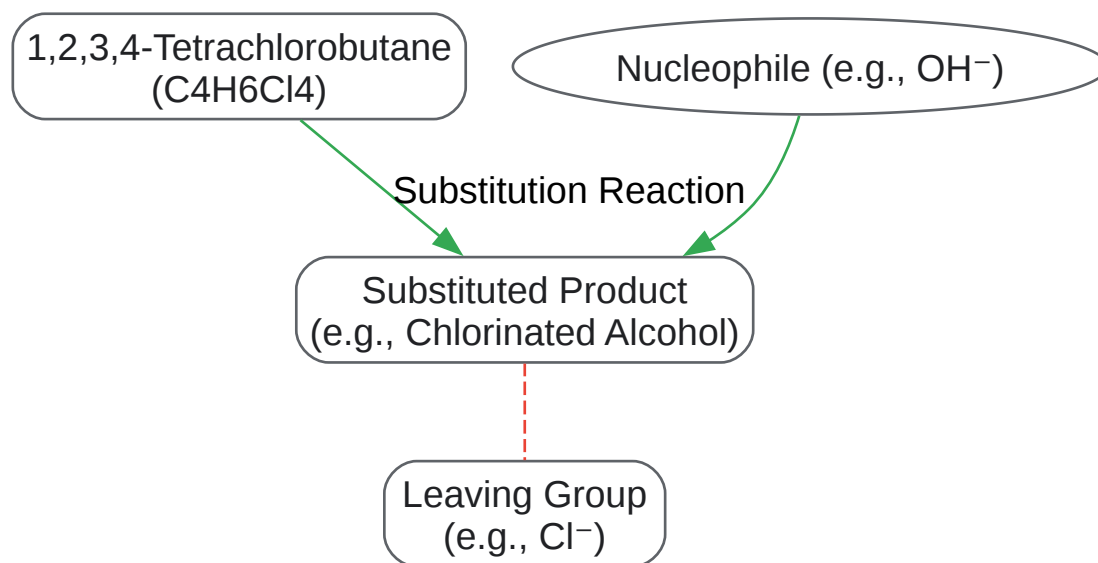 1,2,3,4-Tetrachlorobutane
(C4H6Cl4)
Nucleophile (e.g., OH⁻)
Substitution Reaction
Substituted Product
(e.g., Chlorinated Alcohol)
Leaving Group
(e.g., Cl⁻)